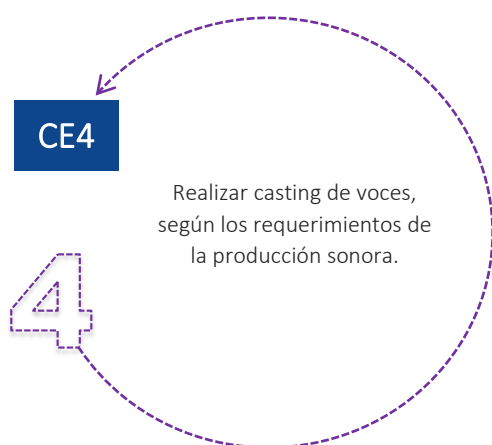 CE4
Realizar casting de voces,
según los requerimientos de
la producción sonora.
4